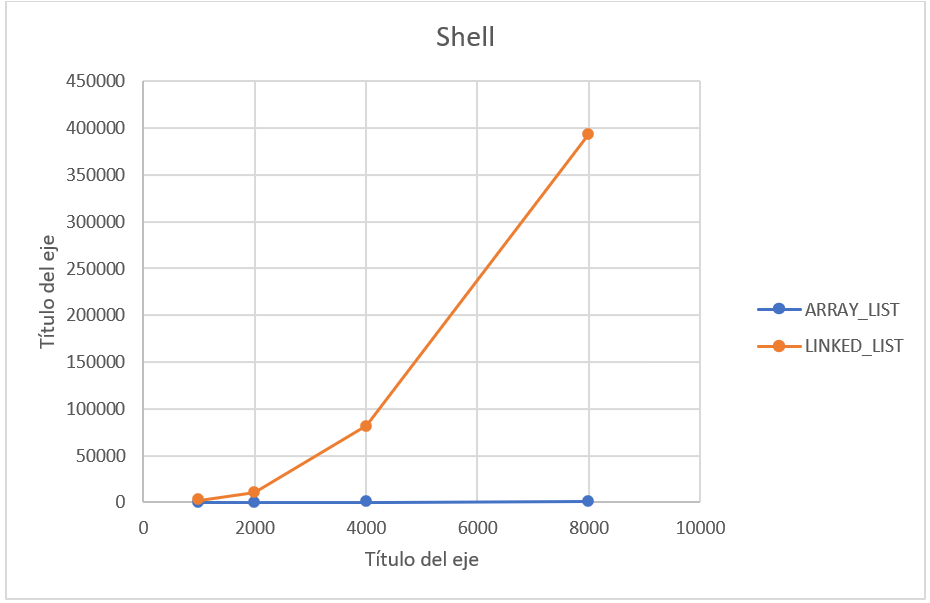 Shell
450000
400000
350000
300000
250000
200000
150000
100000
50000
0
Título del eje
0 2000 4000 6000 8000 10000
Título del eje
ARRAY_LIST
LINKED_LIST